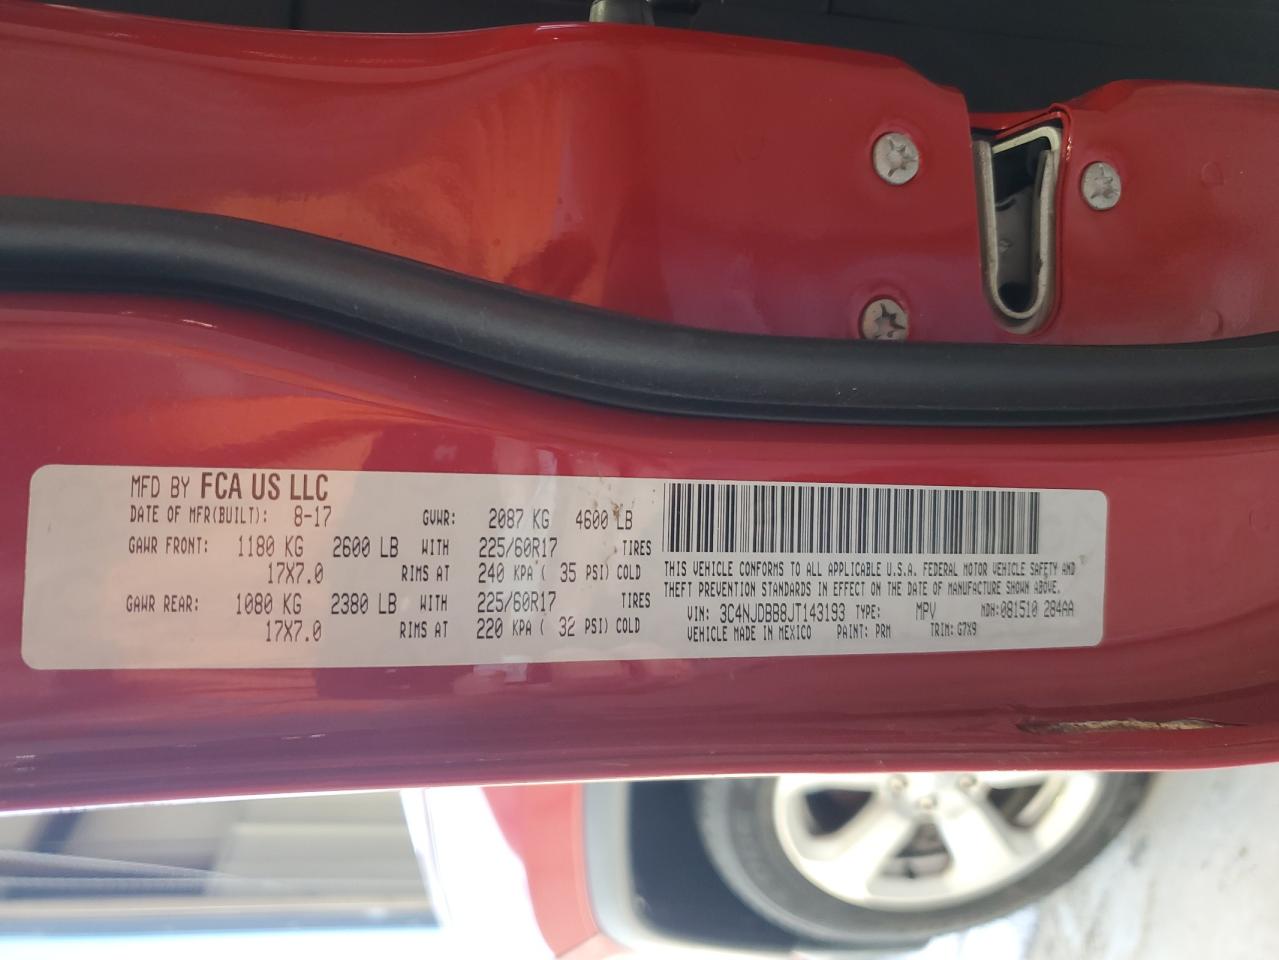 MFD BY FCA US LLC
DATE OF MFR(BUILT): 8-17 GVWR: 2087 KG 4600 LB
GAWR FRONT: 1180 KG 2600 LB WITH 225/60R17 TIRES
17X7.0 RIMS AT 240 KPA ( 35 PSI) COLD
GAWR REAR: 1080 KG 2380 LB WITH 225/60R17 TIRES
17X7.0 RIMS AT 220 KPA ( 32 PSI) COLD
THIS VEHICLE CONFORMS TO ALL APPLICABLE U.S.A. FEDERAL MOTOR VEHICLE SAFETY AND
THEFT PREVENTION STANDARDS IN EFFECT ON THE DATE OF MANUFACTURE SHOWN ABOVE.
VIN: 3C4NJDBB8JT143193 TYPE: MPV MDH: 081510 284AA
VEHICLE MADE IN MEXICO PAINT: PRM TRIM: G7X9